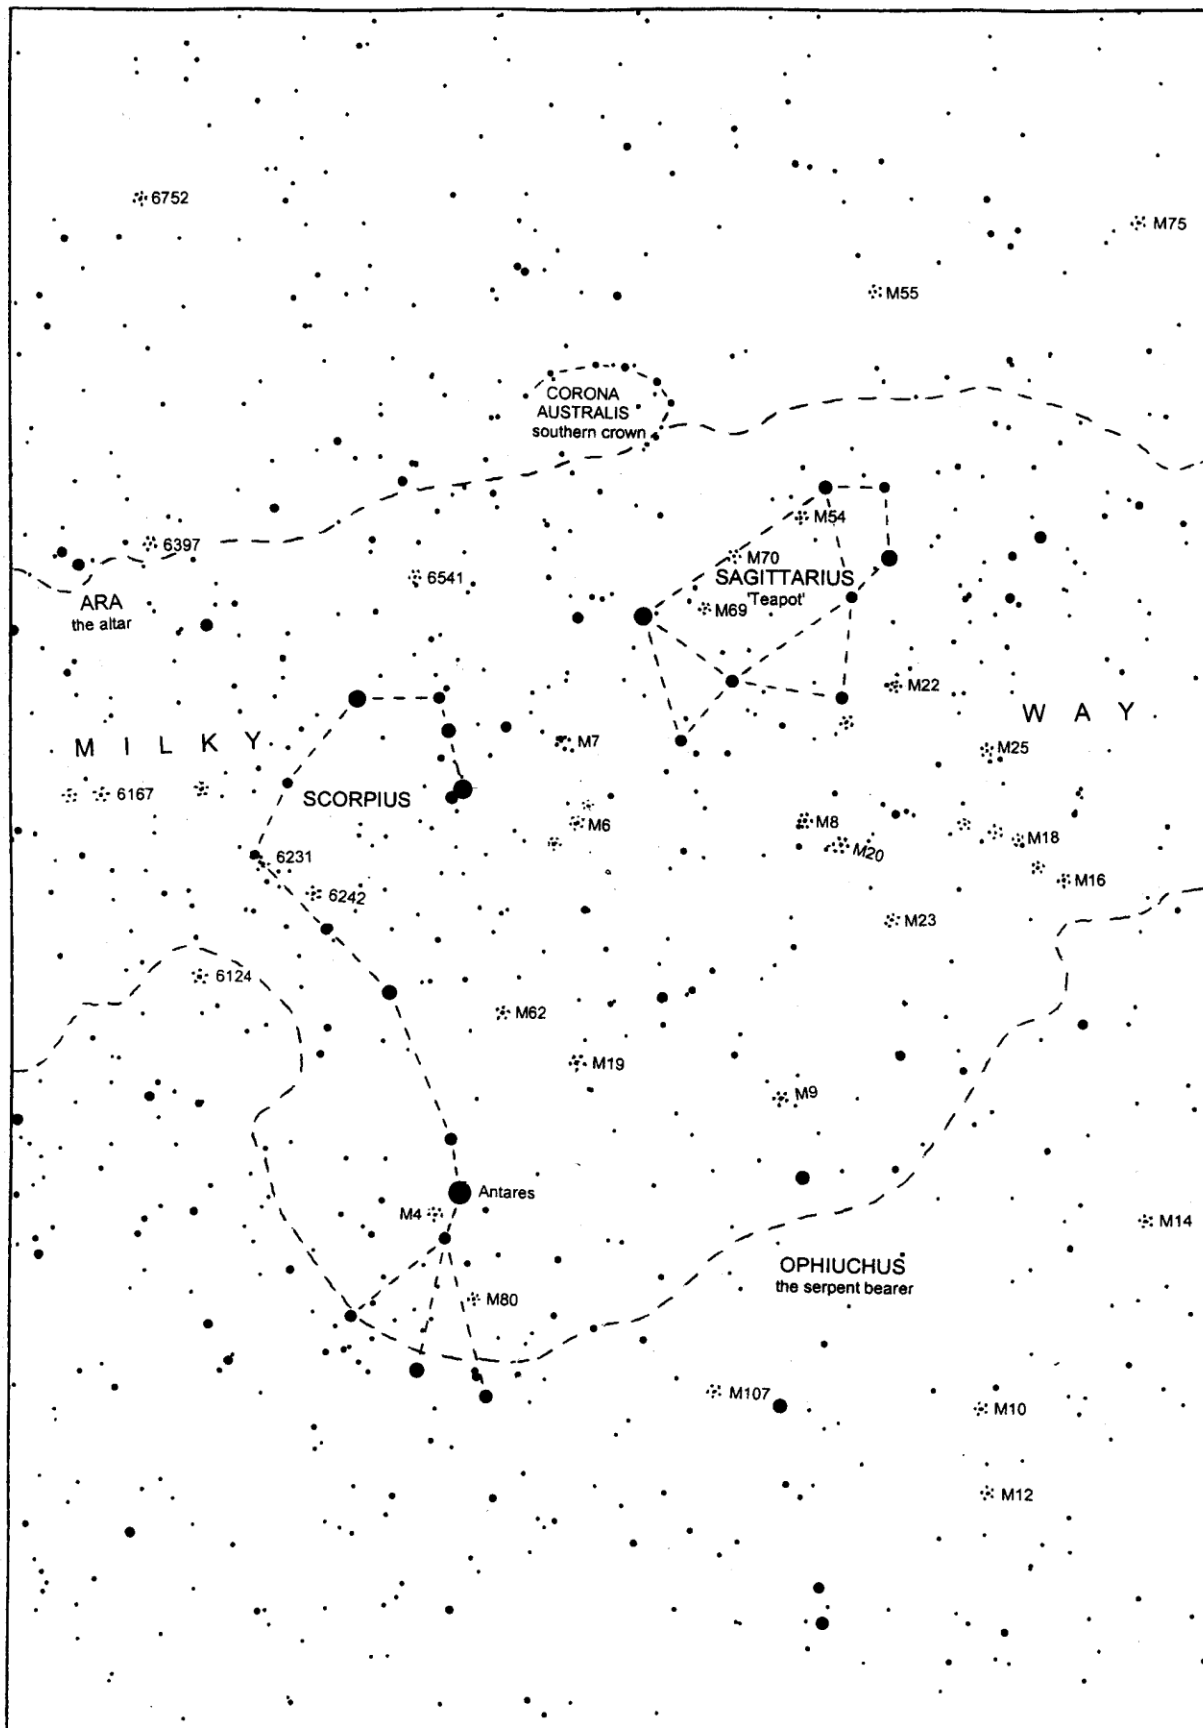 6752
M75
M55
CORONA
AUSTRALIS
southern crown
M54
6397
M70
6541
SAGITTARIUS
'Teapot'
ARA
the altar
M69
M22
W A Y
M I L K Y
M7
M25
6167
SCORPIUS
M6
M8
M20
M18
6231
M16
6242
M23
6124
M62
M19
M9
Antares
M4
M14
OPHIUCHUS
the serpent bearer
M80
M107
M10
M12